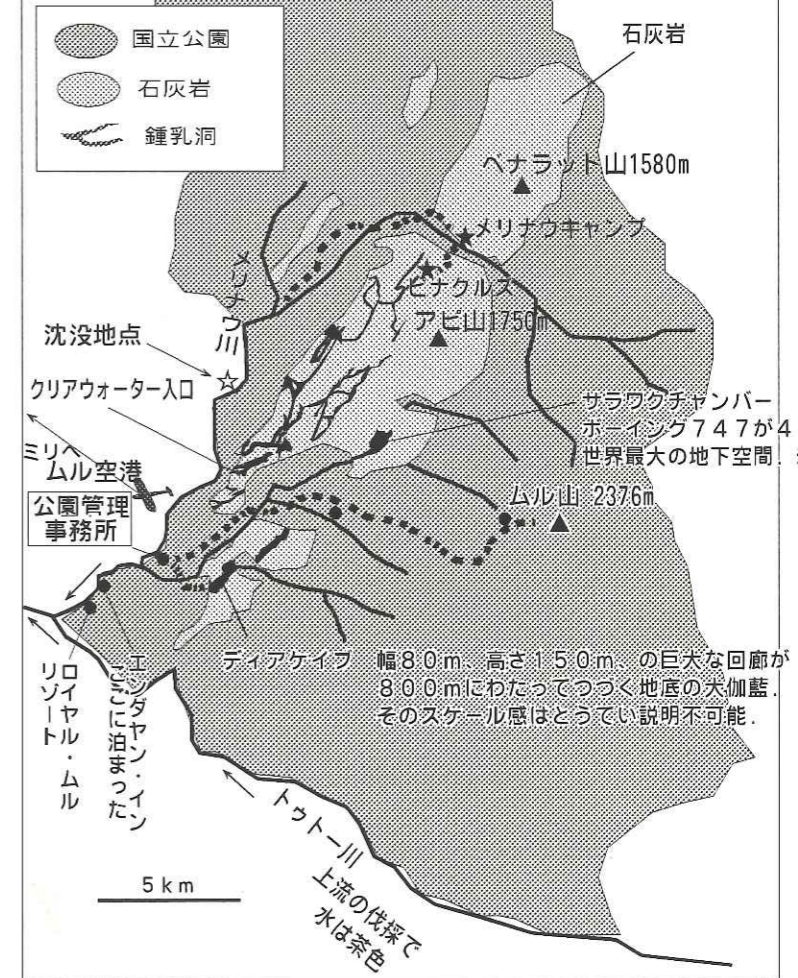 国立公園
石灰岩
鍾乳洞
石灰岩
ベナラット山1580m
メリナウキャンプ
ピナクルス
アピ山1750m
メリナウ川
沈没地点
クリアウォーター入口
サラワクチャンバー
ボーイング747が4
世界最大の地下空間.
ミリへ
ムル空港
公園管理
事務所
ムル山 2376m
ディアケイブ
幅80m、高さ150m、の巨大な回廊が
800mにわたってつづく地底の大伽藍.
そのスケール感はとうてい説明不可能.
エンダヤン・イン
ここに泊まった
ロイヤル・ムル
リゾート
トゥトー川
上流の伐採で
水は茶色
5km